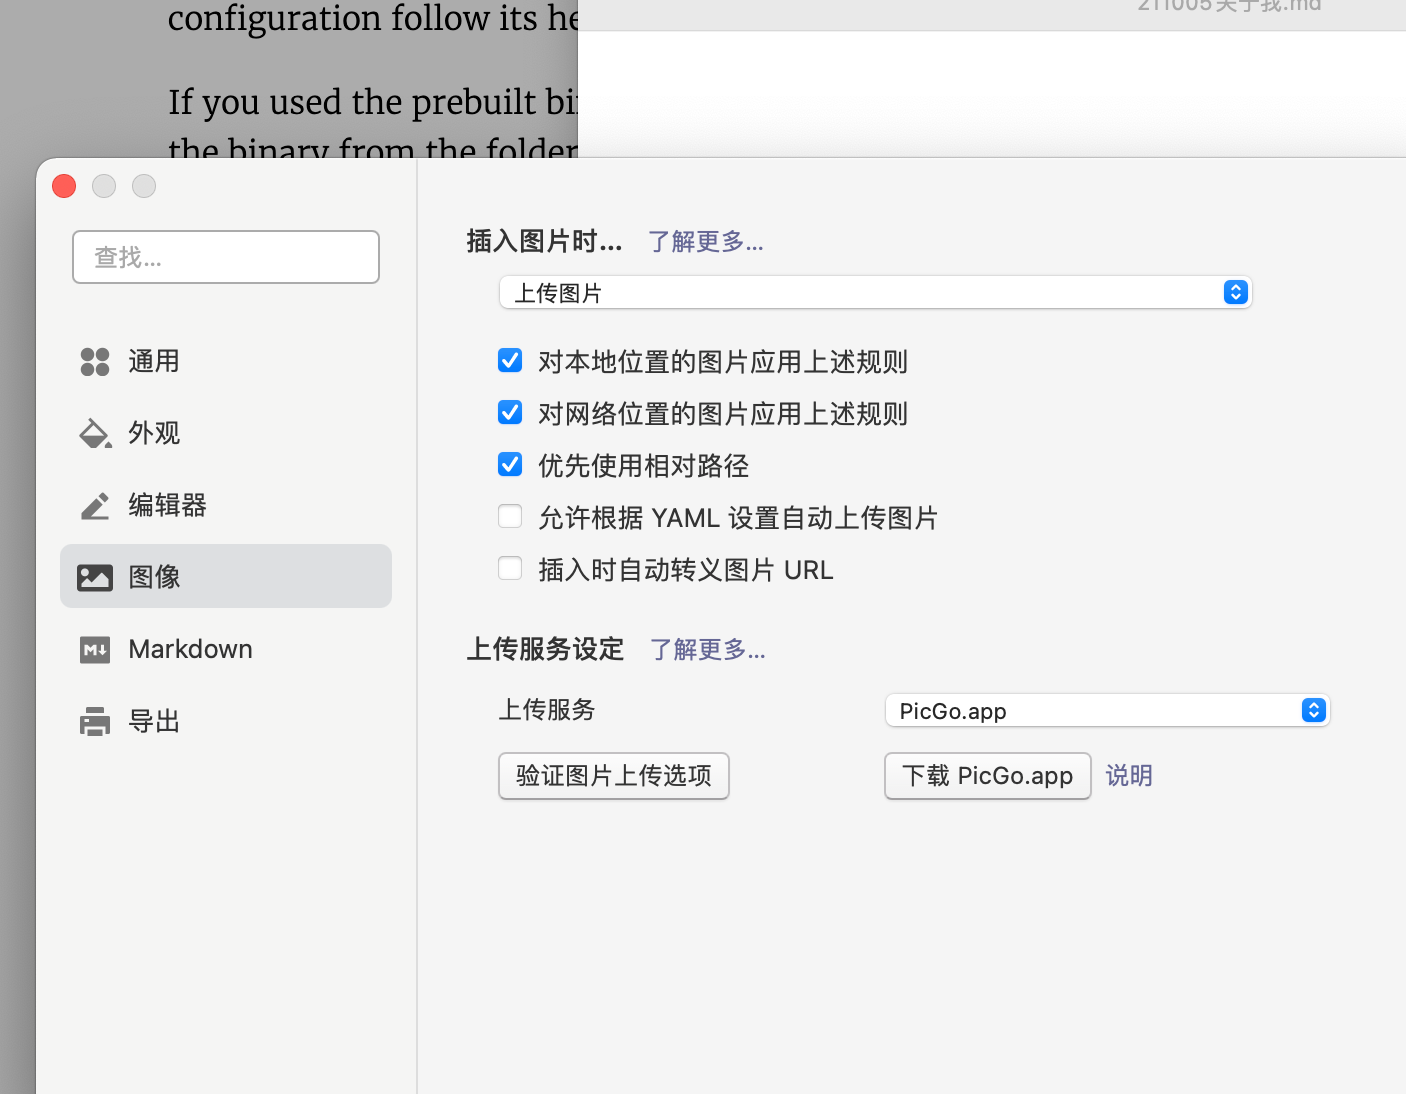 configuration follow its he
211005关于我.md
If you used the prebuilt bi
the binary from the folder
查找...
通用
外观
编辑器
图像
Markdown
导出
插入图片时... 了解更多...
上传图片
对本地位置的图片应用上述规则
对网络位置的图片应用上述规则
优先使用相对路径
允许根据 YAML 设置自动上传图片
插入时自动转义图片 URL
上传服务设定 了解更多...
上传服务 PicGo.app
验证图片上传选项 下载 PicGo.app 说明